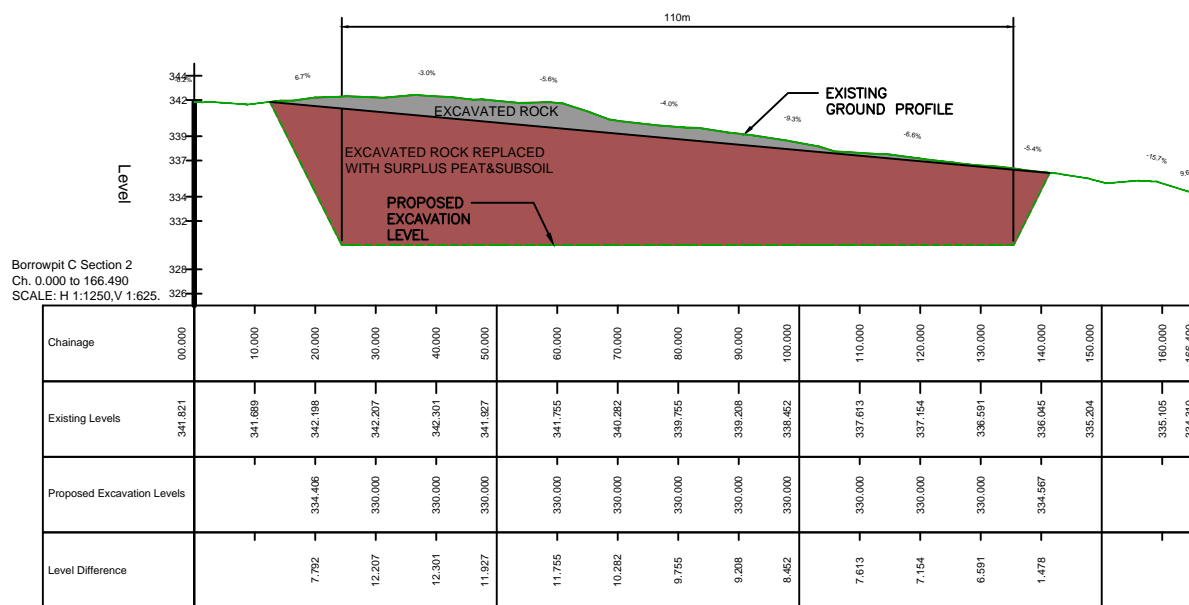 110m
-0.2%
6.7%
-3.0%
-5.6%
-4.0%
-9.3%
-6.6%
-5.4%
-15.7%
344
342
339
337
334
332
328
326
Level
EXCAVATED ROCK
EXISTING
GROUND PROFILE
EXCAVATED ROCK REPLACED
WITH SURPLUS PEAT&SUBSOIL
PROPOSED
EXCAVATION
LEVEL
Borrowpit C Section 2
Ch. 0.000 to 166.490
SCALE: H 1:1250,V 1:625.
Chainage 00.000 10.000 20.000 30.000 40.000 50.000 60.000 70.000 80.000 90.000 100.000 110.000 120.000 130.000 140.000 150.000 160.000 166.490
Existing Levels 341.821 341.689 342.198 342.207 342.301 341.927 341.755 340.282 339.755 339.208 338.452 337.613 337.154 336.591 336.045 335.204 335.105
Proposed Excavation Levels 334.406 330.000 330.000 330.000 330.000 330.000 330.000 330.000 330.000 330.000 330.000 330.000 334.567
Level Difference 7.792 12.207 12.301 11.927 11.755 10.282 9.755 9.208 8.452 7.613 7.154 6.591 1.478